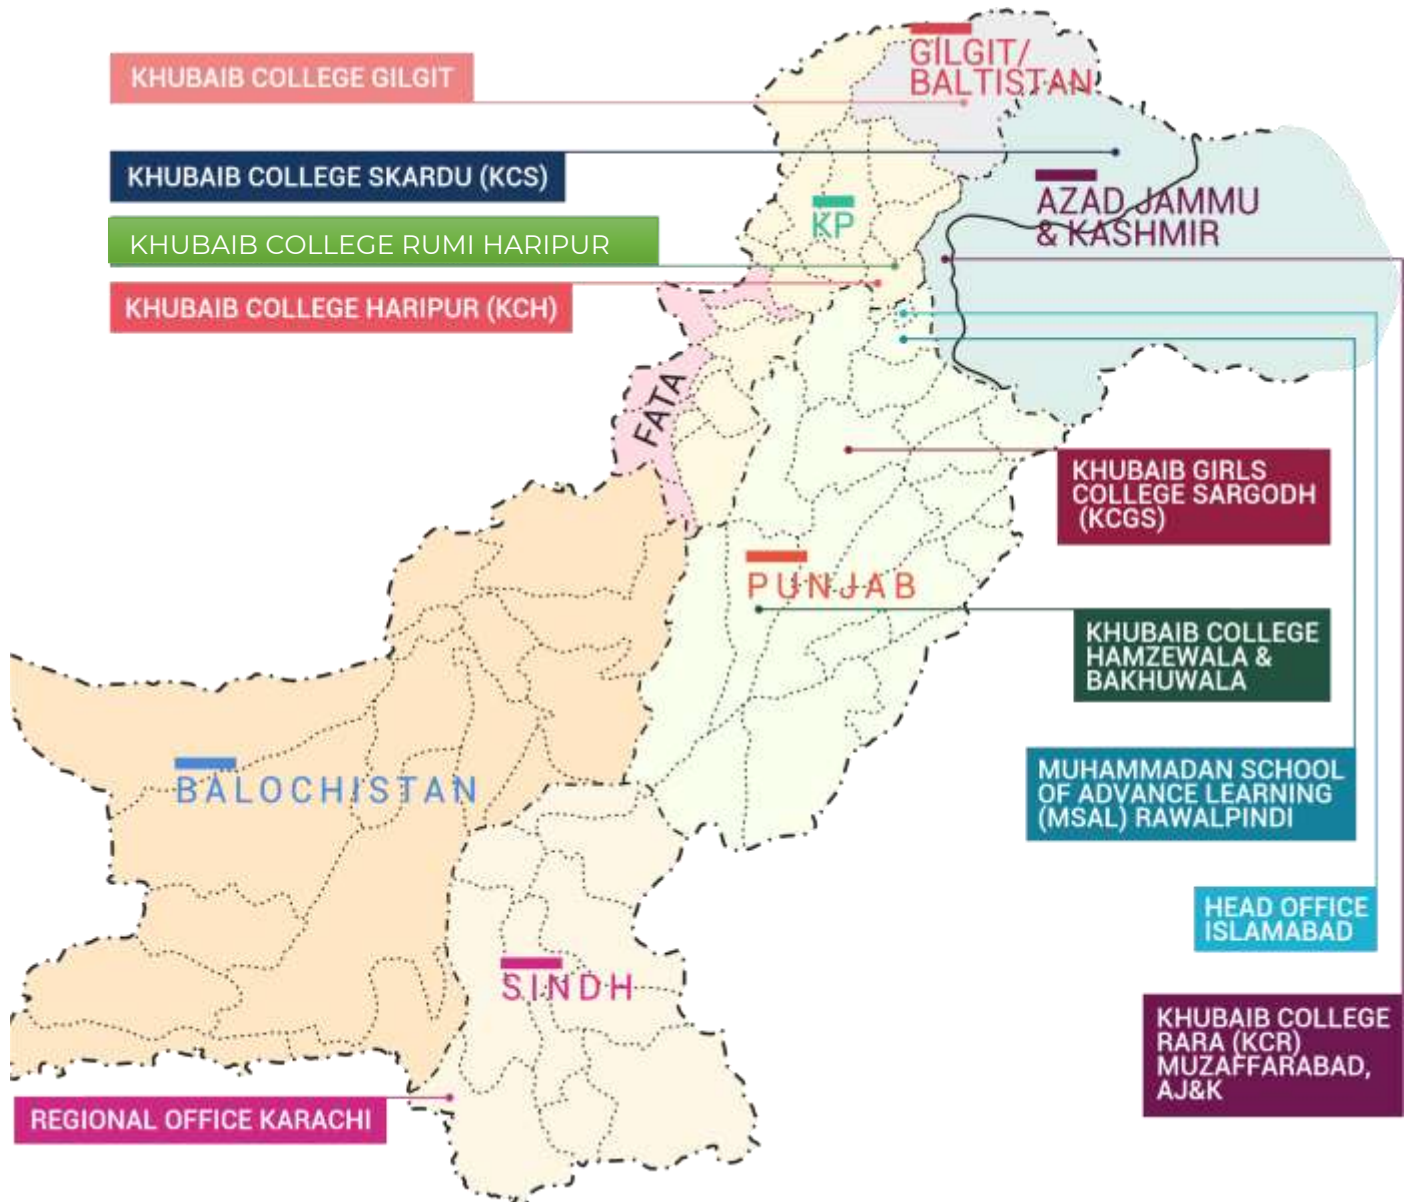 GILGIT/
BALTISTAN
KHUBAIB COLLEGE GILGIT
KHUBAIB COLLEGE SKARDU (KCS)
KP
AZAD JAMMU
& KASHMIR
KHUBAIB COLLEGE RUMI HARIPUR
KHUBAIB COLLEGE HARIPUR (KCH)
FATA
KHUBAIB GIRLS
COLLEGE SARGODH
(KCGS)
PUNJAB
KHUBAIB COLLEGE
HAMZEWALA &
BAKHUWALA
BALOCHISTAN
MUHAMMADAN SCHOOL
OF ADVANCE LEARNING
(MSAL) RAWALPINDI
HEAD OFFICE
ISLAMABAD
SINDH
KHUBAIB COLLEGE
RARA (KCR)
MUZAFFARABAD,
AJ&K
REGIONAL OFFICE KARACHI